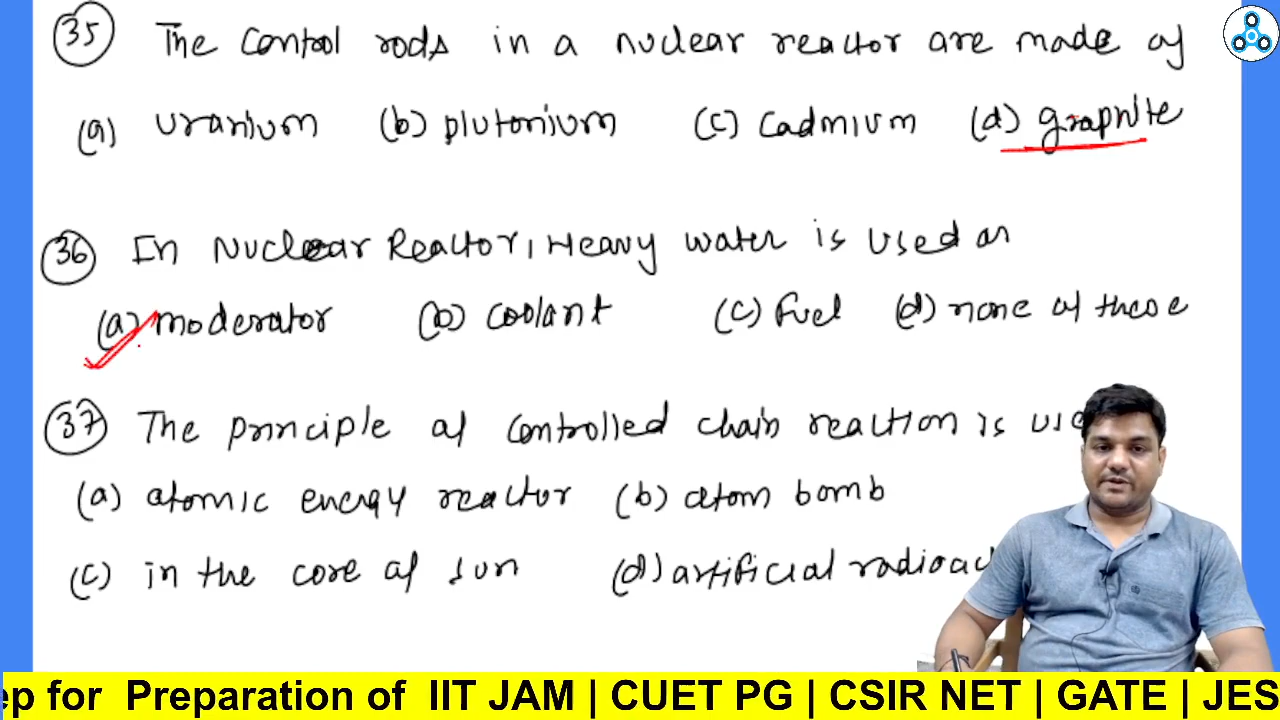 35 The control rods in a nuclear reactor are made of
(a) uranium (b) plutonium (c) cadmium (d) graphite
36 In Nuclear Reactor, Heavy water is used as
(a) moderator (b) coolant (c) fuel (d) none of these
37 The principle of controlled chain reaction is
(a) atomic energy reactor (b) atom bomb
(c) in the core of sun (d) artificial
ep for Preparation of IIT JAM | CUET PG | CSIR NET | GATE | JES